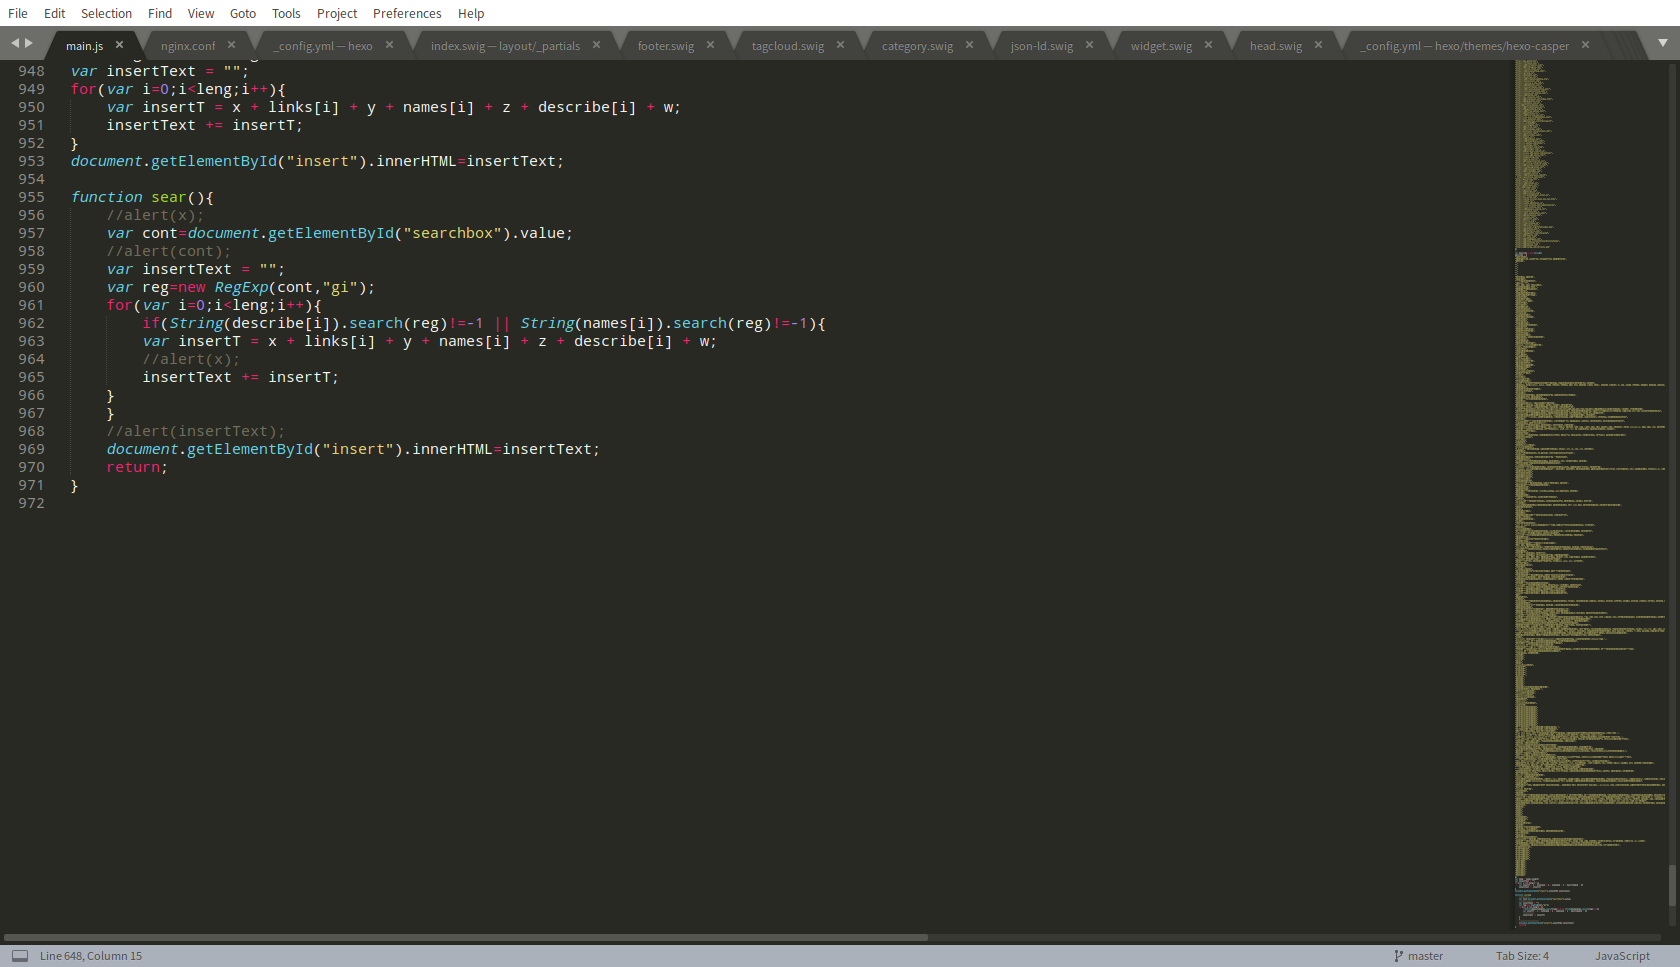 File Edit Selection Find View Goto Tools Project Preferences Help
main.js nginx.conf _config.yml — hexo index.swig — layout/_partials footer.swig tagcloud.swig category.swig json-ld.swig widget.swig head.swig _config.yml — hexo/themes/hexo-casper
948 var insertText = "";
949 for(var i=0;i<leng;i++){
950 var insertT = x + links[i] + y + names[i] + z + describe[i] + w;
951 insertText += insertT;
952 }
953 document.getElementById("insert").innerHTML=insertText;
954
955 function sear(){
956 //alert(x);
957 var cont=document.getElementById("searchbox").value;
958 //alert(cont);
959 var insertText = "";
960 var reg=new RegExp(cont,"gi");
961 for(var i=0;i<leng;i++){
962 if(String(describe[i]).search(reg)!=-1 || String(names[i]).search(reg)!=-1){
963 var insertT = x + links[i] + y + names[i] + z + describe[i] + w;
964 //alert(x);
965 insertText += insertT;
966 }
967 }
968 //alert(insertText);
969 document.getElementById("insert").innerHTML=insertText;
970 return;
971 }
972
Line 648, Column 15 master Tab Size: 4 JavaScript